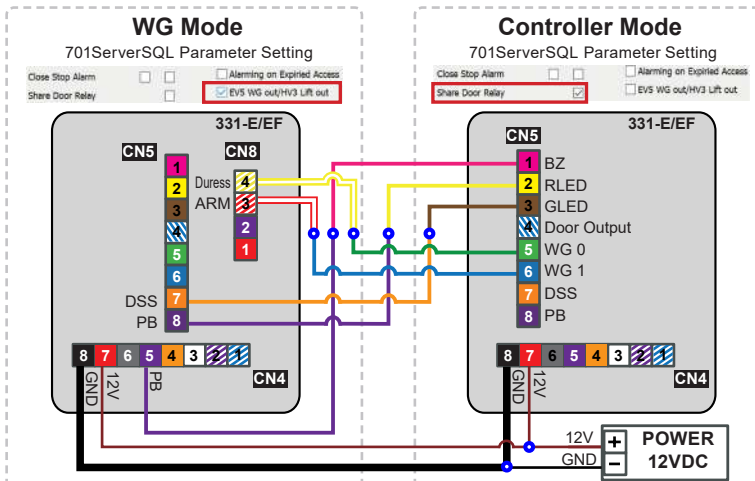 WG Mode
701ServerSQL Parameter Setting
Close Stop Alarm
Alarming on Expiried Access
Share Door Relay
EV5 WG out/HV3 Lift out
331-E/EF
CN5
CN8
1
2
3
4
5
6
DSS 7
PB 8
Duress 4
ARM 3
2
1
8 7 6 5 4 3 2 1
GND
12V
PB
CN4
Controller Mode
701ServerSQL Parameter Setting
Close Stop Alarm
Alarming on Expiried Access
Share Door Relay
EV5 WG out/HV3 Lift out
331-E/EF
CN5
1 BZ
2 RLED
3 GLED
4 Door Output
5 WG 0
6 WG 1
7 DSS
8 PB
8 7 6 5 4 3 2 1
GND
12V
CN4
12V + POWER
GND − 12VDC